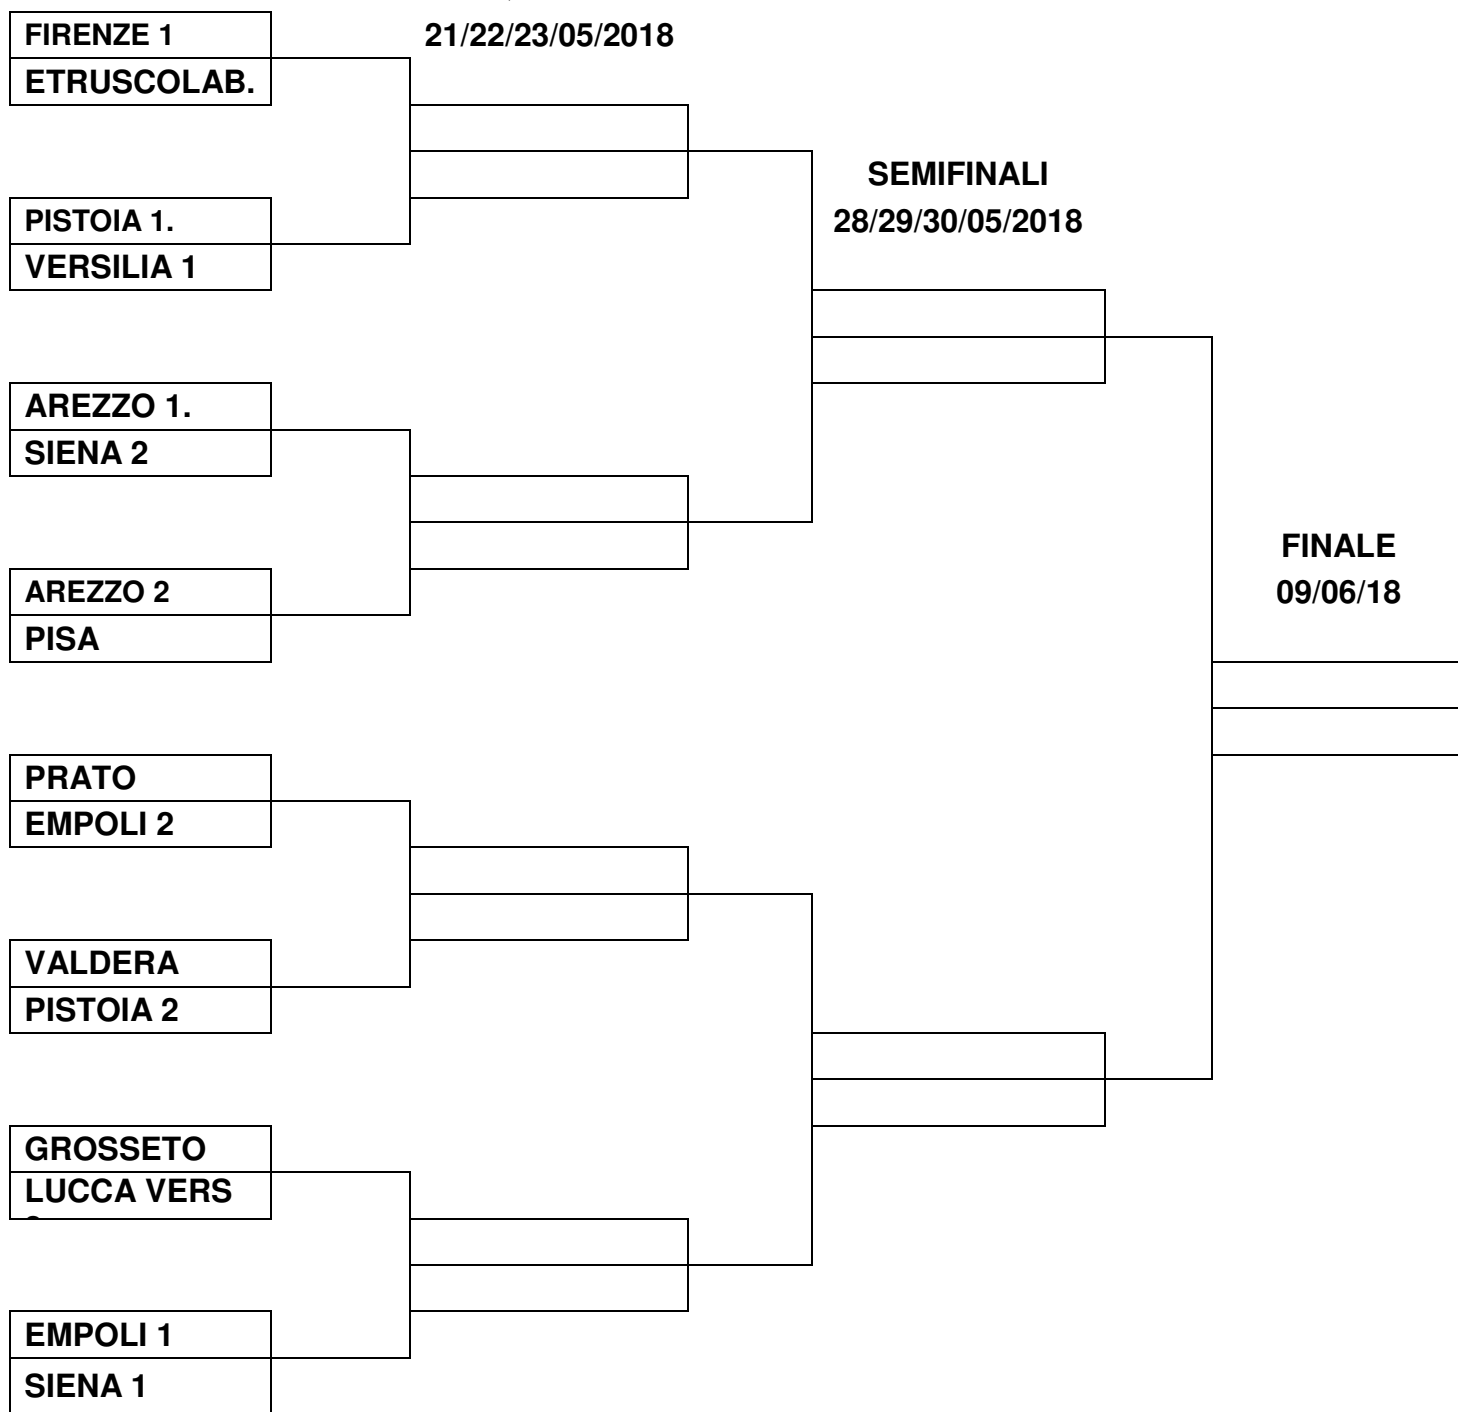 FIRENZE 1
21/22/23/05/2018
ETRUSCOLAB.
SEMIFINALI
PISTOIA 1.
28/29/30/05/2018
VERSILIA 1
AREZZO 1.
SIENA 2
FINALE
AREZZO 2
09/06/18
PISA
PRATO
EMPOLI 2
VALDERA
PISTOIA 2
GROSSETO
LUCCA VERS
EMPOLI 1
SIENA 1